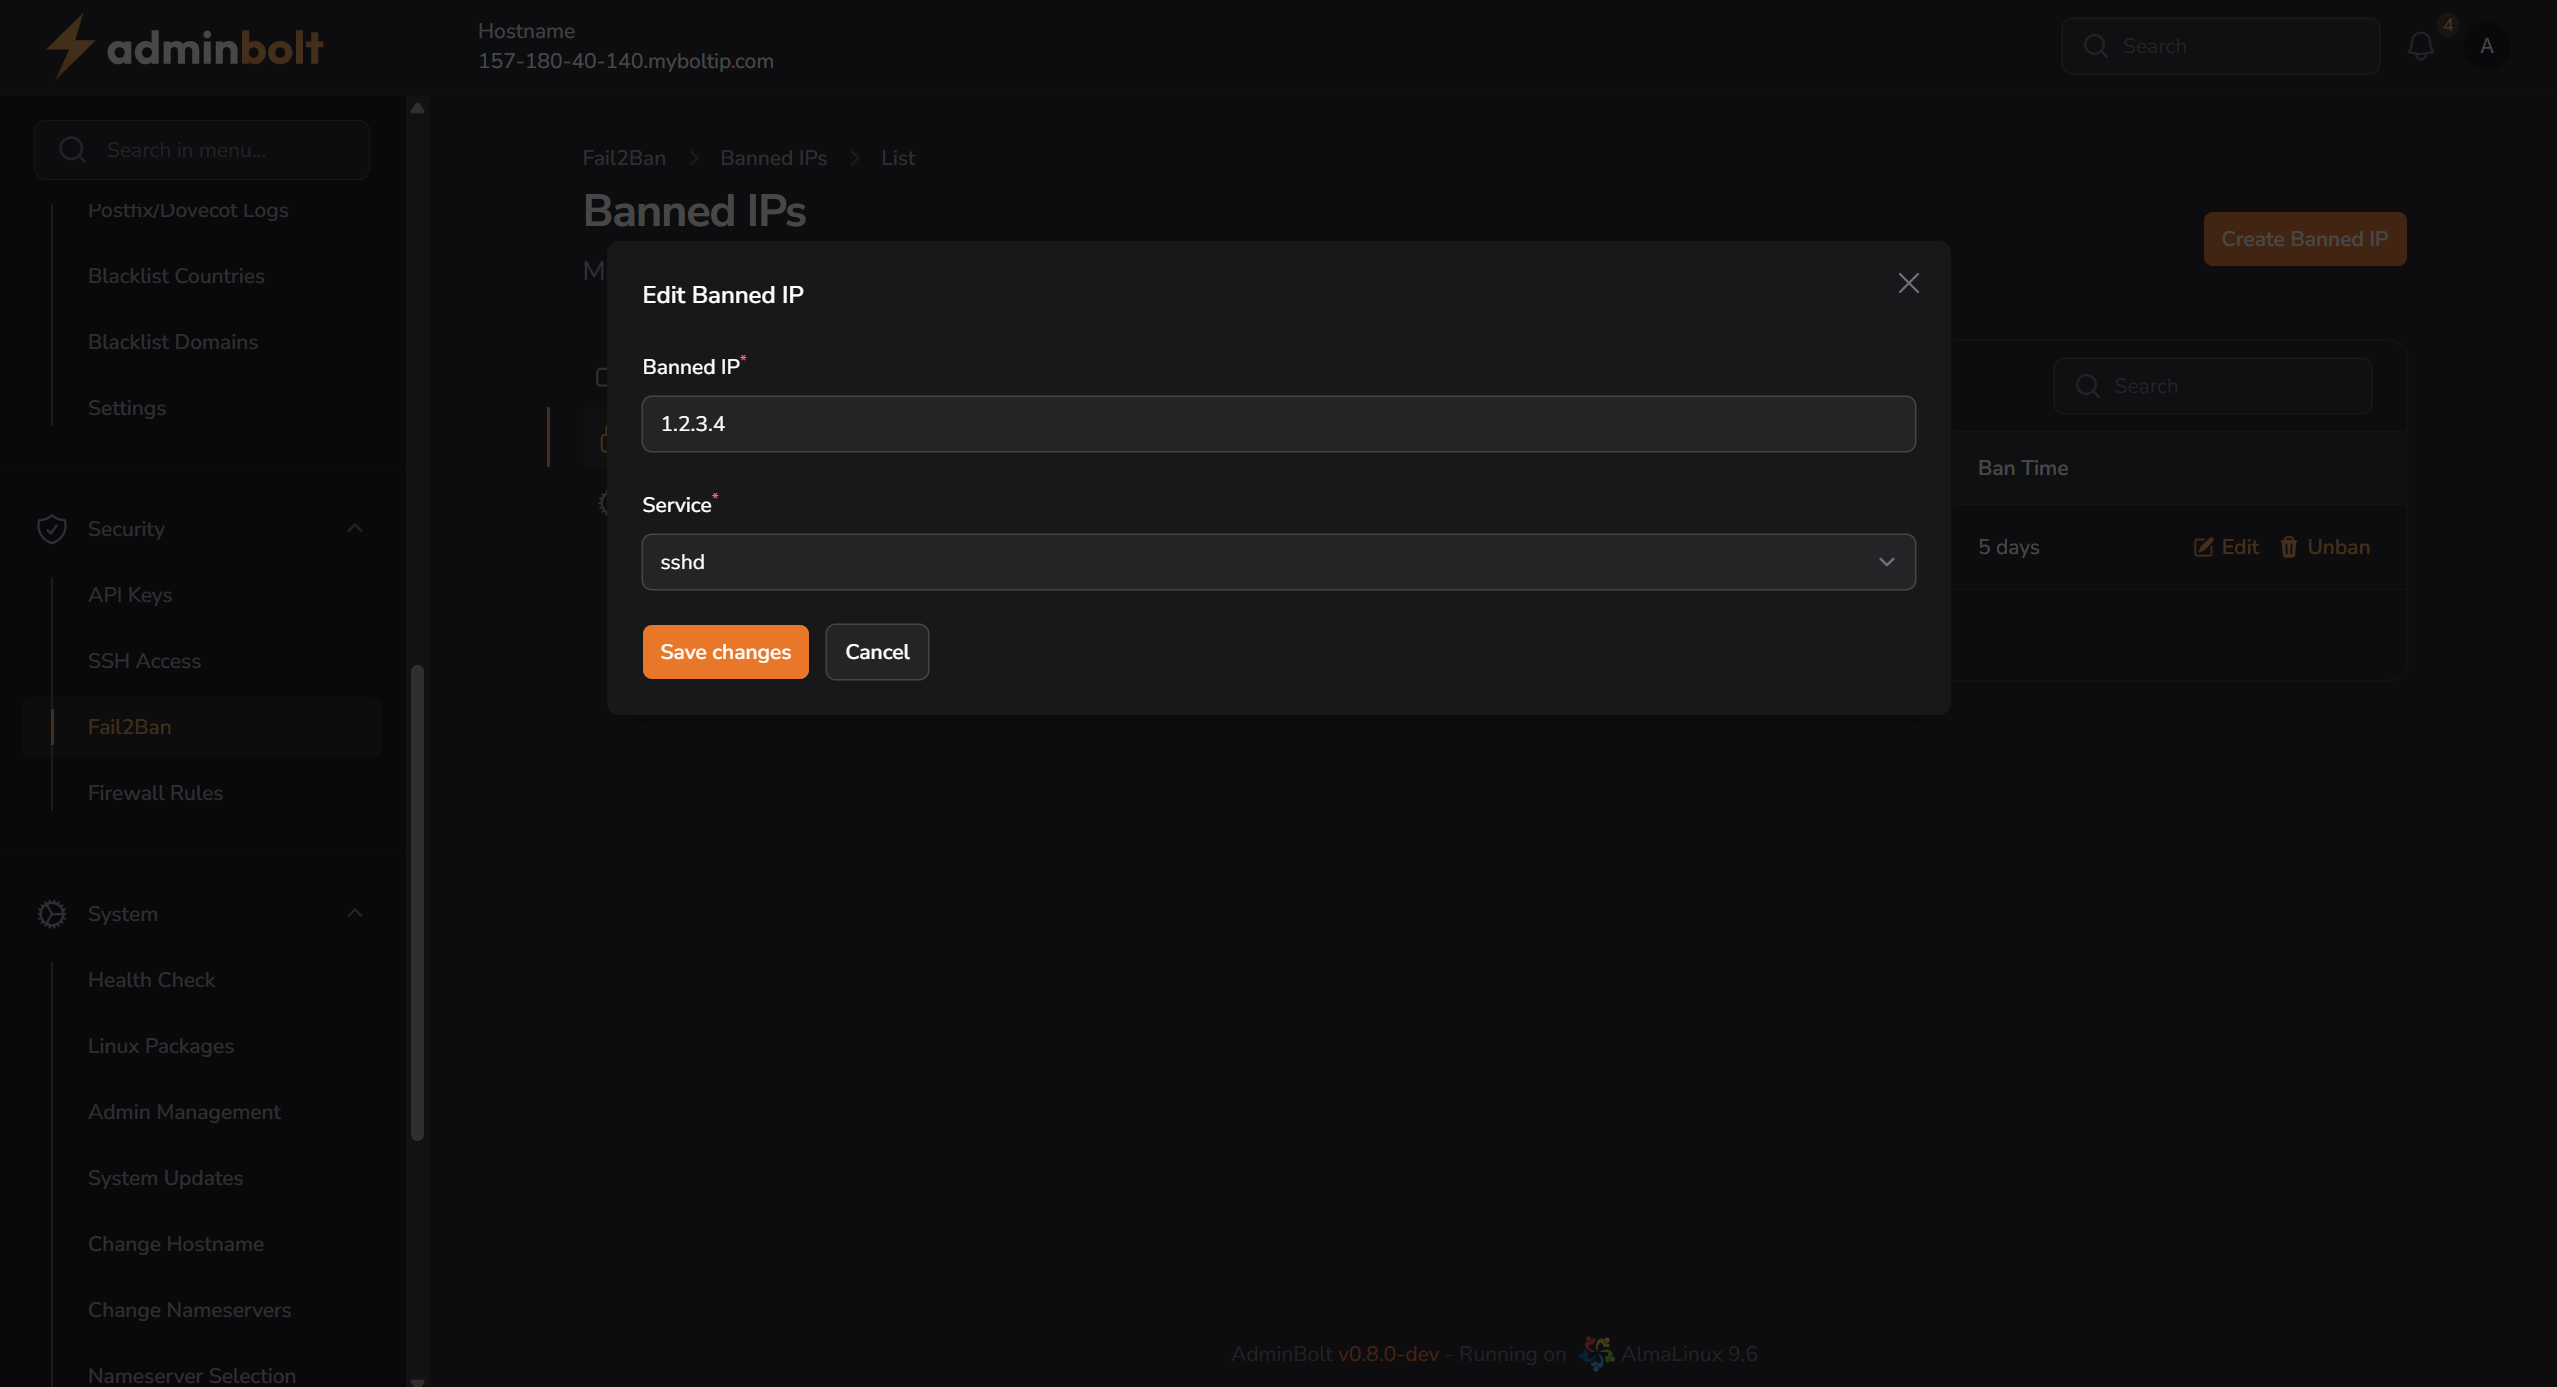 adminbolt
Hostname
157-180-40-140.myboltip.com
Search
4
A
Search in menu...
Postfix/Dovecot Logs
Blacklist Countries
Blacklist Domains
Settings
Security
API Keys
SSH Access
Fail2Ban
Firewall Rules
System
Health Check
Linux Packages
Admin Management
System Updates
Change Hostname
Change Nameservers
Nameserver Selection
Fail2Ban > Banned IPs > List
Banned IPs
Create Banned IP
Edit Banned IP
Banned IP*
1.2.3.4
Service*
sshd
Save changes
Cancel
Search
Ban Time
5 days
Edit
Unban
AdminBolt v0.8.0-dev - Running on AlmaLinux 9.6